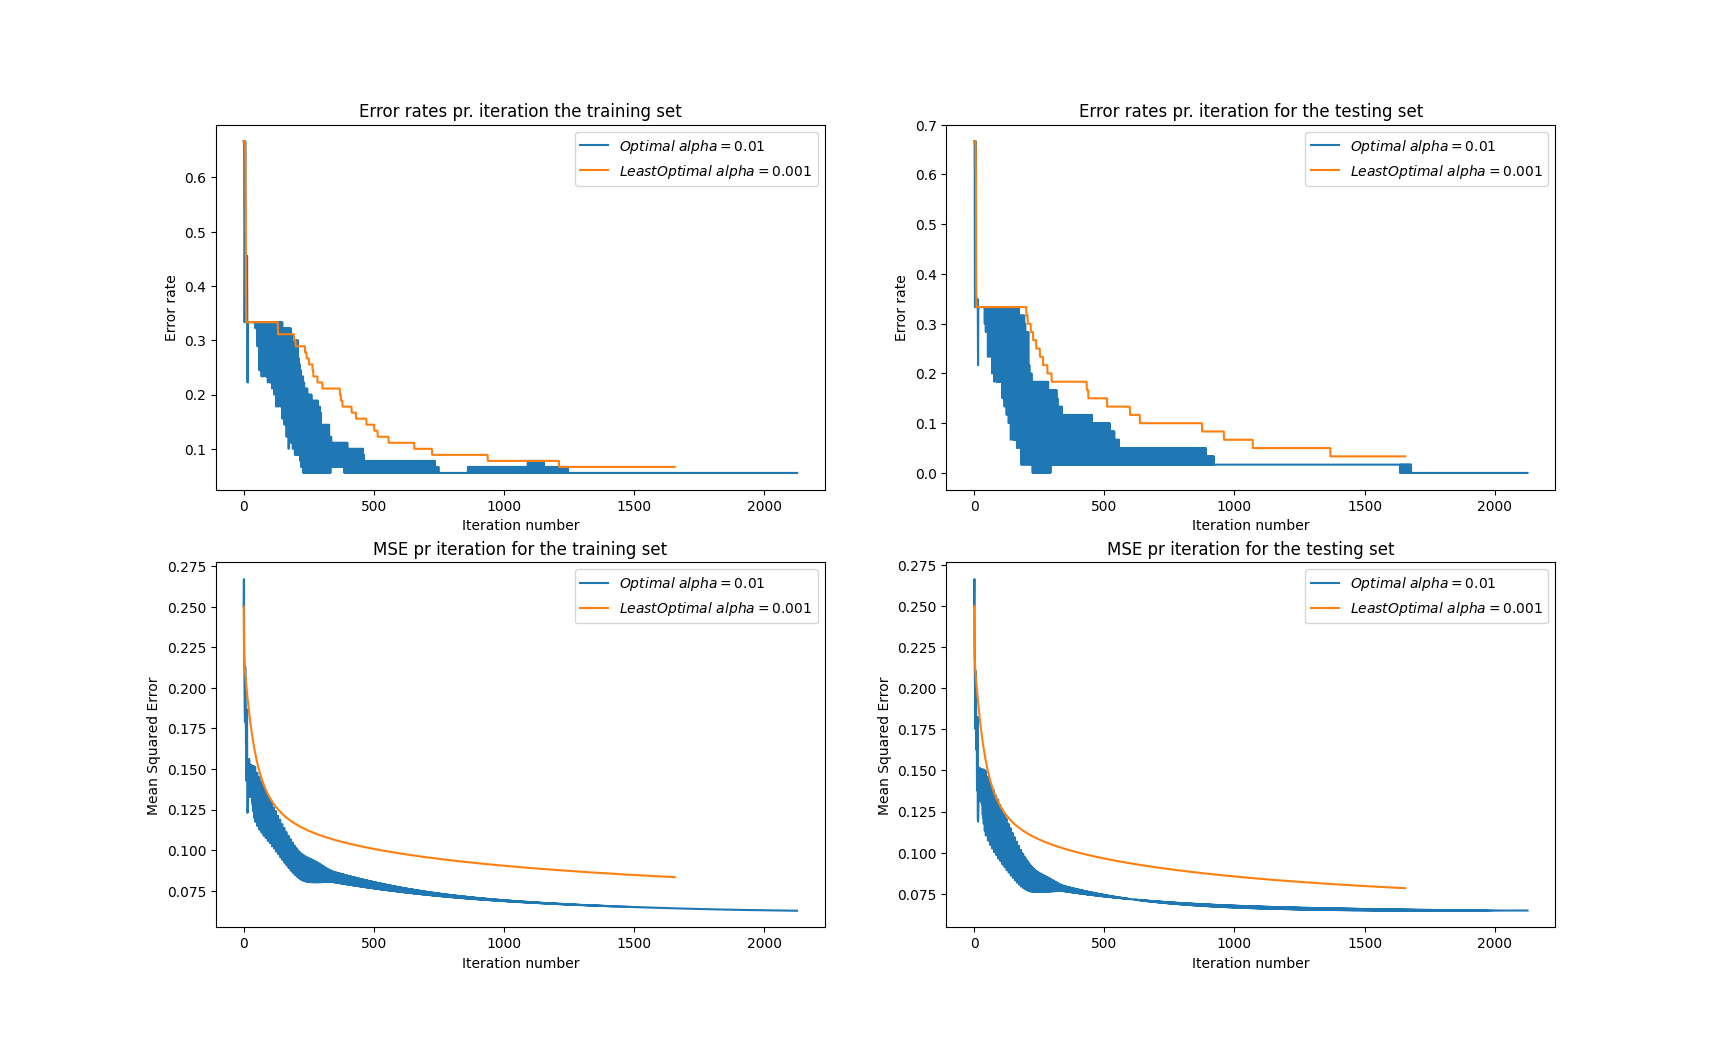 Error rates pr. iteration the training set
Optimal alpha = 0.01
LeastOptimal alpha = 0.001
Error rate
0.6
0.5
0.4
0.3
0.2
0.1
0
500
1000
1500
2000
Iteration number
Error rates pr. iteration for the testing set
Optimal alpha = 0.01
LeastOptimal alpha = 0.001
Error rate
0.7
0.6
0.5
0.4
0.3
0.2
0.1
0.0
0
500
1000
1500
2000
Iteration number
MSE pr iteration for the training set
Optimal alpha = 0.01
LeastOptimal alpha = 0.001
Mean Squared Error
0.275
0.250
0.225
0.200
0.175
0.150
0.125
0.100
0.075
0
500
1000
1500
2000
Iteration number
MSE pr iteration for the testing set
Optimal alpha = 0.01
LeastOptimal alpha = 0.001
Mean Squared Error
0.275
0.250
0.225
0.200
0.175
0.150
0.125
0.100
0.075
0
500
1000
1500
2000
Iteration number